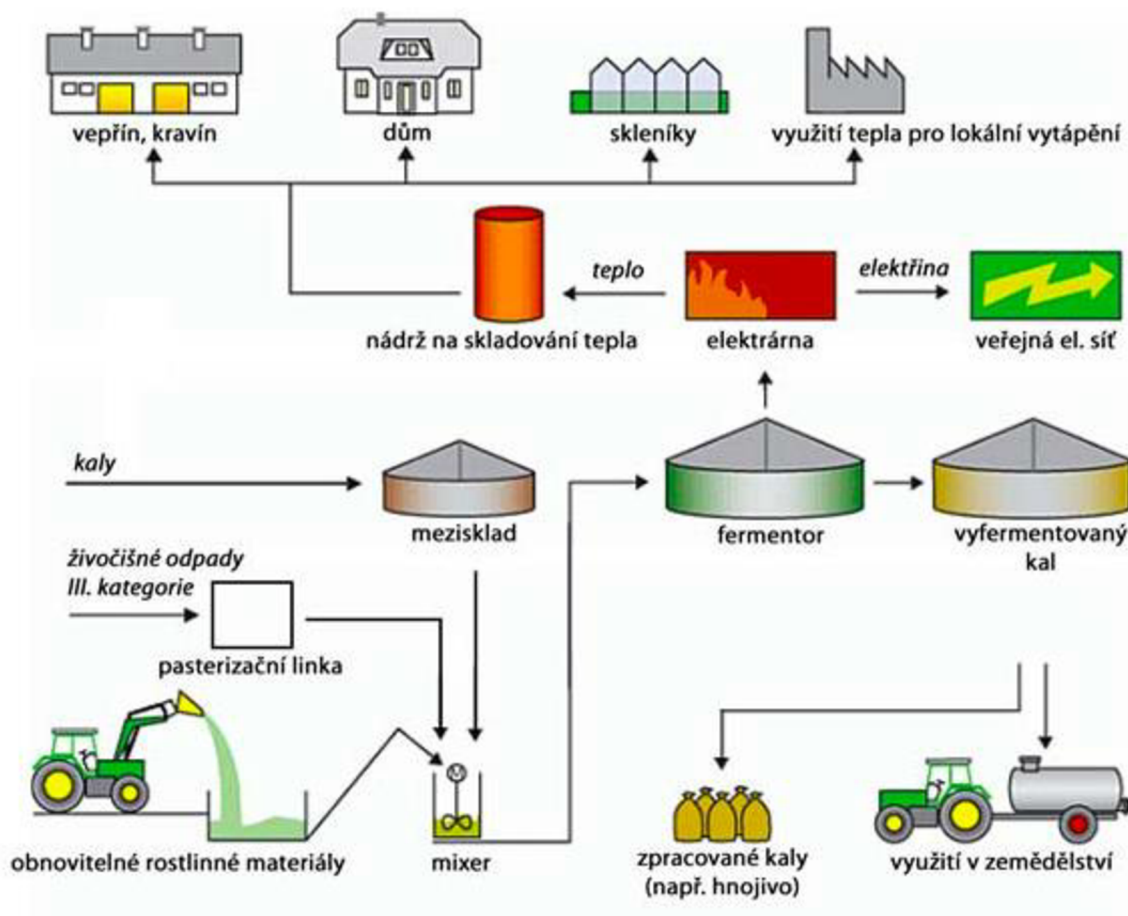 vepřín, kravín
dům
skleníky
využití tepla pro lokální vytápění
teplo
elektřina
nádrž na skladování tepla
elektrárna
veřejná el. síť
kaly
mezisklad
fermentor
vyfermentovaný
kal
živočišné odpady
III. kategorie
pasterizační linka
M
obnovitelné rostlinné materiály
mixer
zpracované kaly
(např. hnojivo)
využití v zemědělství